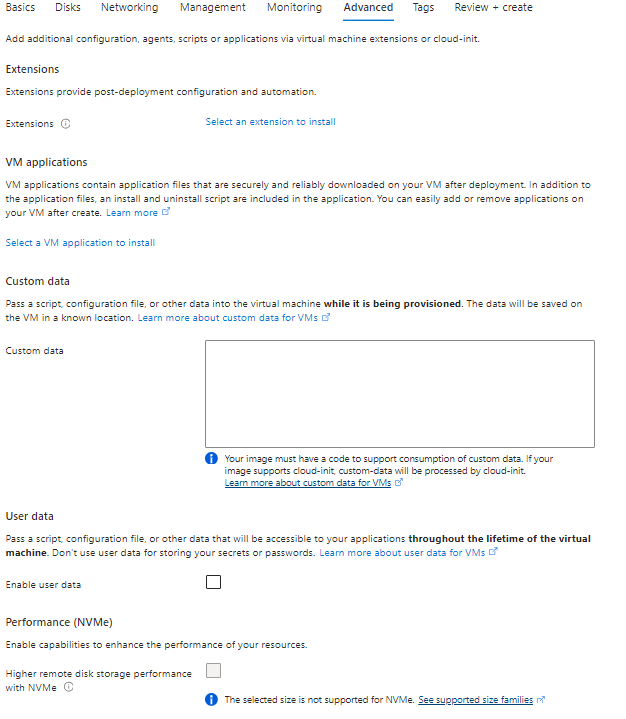 Basics Disks Networking Management Monitoring Advanced Tags Review + create
Add additional configuration, agents, scripts or applications via virtual machine extensions or cloud-init.
Extensions
Extensions provide post-deployment configuration and automation.
Extensions Select an extension to install
VM applications
VM applications contain application files that are securely and reliably downloaded on your VM after deployment. In addition to
the application files, an install and uninstall script are included in the application. You can easily add or remove applications on
your VM after create. Learn more
Select a VM application to install
Custom data
Pass a script, configuration file, or other data into the virtual machine while it is being provisioned. The data will be saved on
the VM in a known location. Learn more about custom data for VMs
Custom data
Your image must have a code to support consumption of custom data. If your
image supports cloud-init, custom-data will be processed by cloud-init.
Learn more about custom data for VMs
User data
Pass a script, configuration file, or other data that will be accessible to your applications throughout the lifetime of the virtual
machine. Don't use user data for storing your secrets or passwords. Learn more about user data for VMs
Enable user data
Performance (NVMe)
Enable capabilities to enhance the performance of your resources.
Higher remote disk storage performance
with NVMe
The selected size is not supported for NVMe. See supported size families